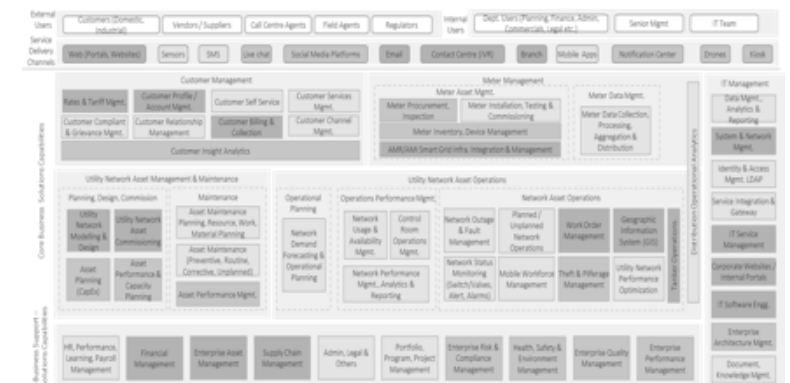 External Users
Customers (Domestic, Industrial)
Vendors / Suppliers
Call Centre Agents
Field Agents
Regulators
Internal Users
Dept. Users (Planning, Finance, Admin, Commercials, Legal etc.)
Senior Mgmt
IT Team
Service Delivery Channels
Web (Portals, Websites)
Sensors
SMS
Live chat
Social Media Platforms
Email
Contact Centre (IVR)
Branch
Mobile Apps
Notification Center
Drones
Kiosk
Core Business Solutions Capabilities
Customer Management
Rates & Tariff Mgmt.
Customer Profile / Account Mgmt.
Customer Self Service
Customer Services Mgmt.
Customer Compliant & Grievance Mgmt.
Customer Relationship Management
Customer Billing & Collection
Customer Channel Mgmt.
Customer Insight Analytics
Meter Management
Meter Asset Mgmt.
Meter Procurement, Inspection
Meter Installation, Testing & Commissioning
Meter Inventory, Device Management
AMR/AMI Smart Grid Infra. Integration & Management
Meter Data Mgmt.
Meter Data Collection, Processing, Aggregation & Distribution
Distribution Operational Analytics
Utility Network Asset Management & Maintenance
Planning, Design, Commission
Utility Network Modelling & Design
Utility Network Asset Commissioning
Asset Planning (CapEx)
Asset Performance & Capacity Planning
Maintenance
Asset Maintenance Planning, Resource, Work, Material Planning
Asset Maintenance (Preventive, Routine, Corrective, Unplanned)
Asset Performance Mgmt.
Utility Network Asset Operations
Operational Planning
Network Demand Forecasting & Operational Planning
Operations Performance Mgmt.
Network Usage & Availability Mgmt.
Control Room Operations Mgmt.
Network Performance Mgmt., Analytics & Reporting
Network Asset Operations
Network Outage & Fault Management
Planned / Unplanned Network Operations
Work Order Management
Geographic Information System (GIS)
Network Status Monitoring (Switch/Valves, Alert, Alarms)
Mobile Workforce Management
Theft & Pilferage Management
Utility Network Performance Optimization
Tanker Operations
IT Management
Data Mgmt., Analytics & Reporting
System & Network Mgmt.
Identity & Access Mgmt. LDAP
Service Integration & Gateway
IT Service Management
Corporate Websites / Internal Portals
IT Software Engg.
Enterprise Architecture Mgmt.
Document, Knowledge Mgmt.
Business Support – Solutions Capabilities
HR, Performance, Learning, Payroll Management
Financial Management
Enterprise Asset Management
Supply Chain Management
Admin, Legal & Others
Portfolio, Program, Project Management
Enterprise Risk & Compliance Management
Health, Safety & Environment Management
Enterprise Quality Management
Enterprise Performance Management